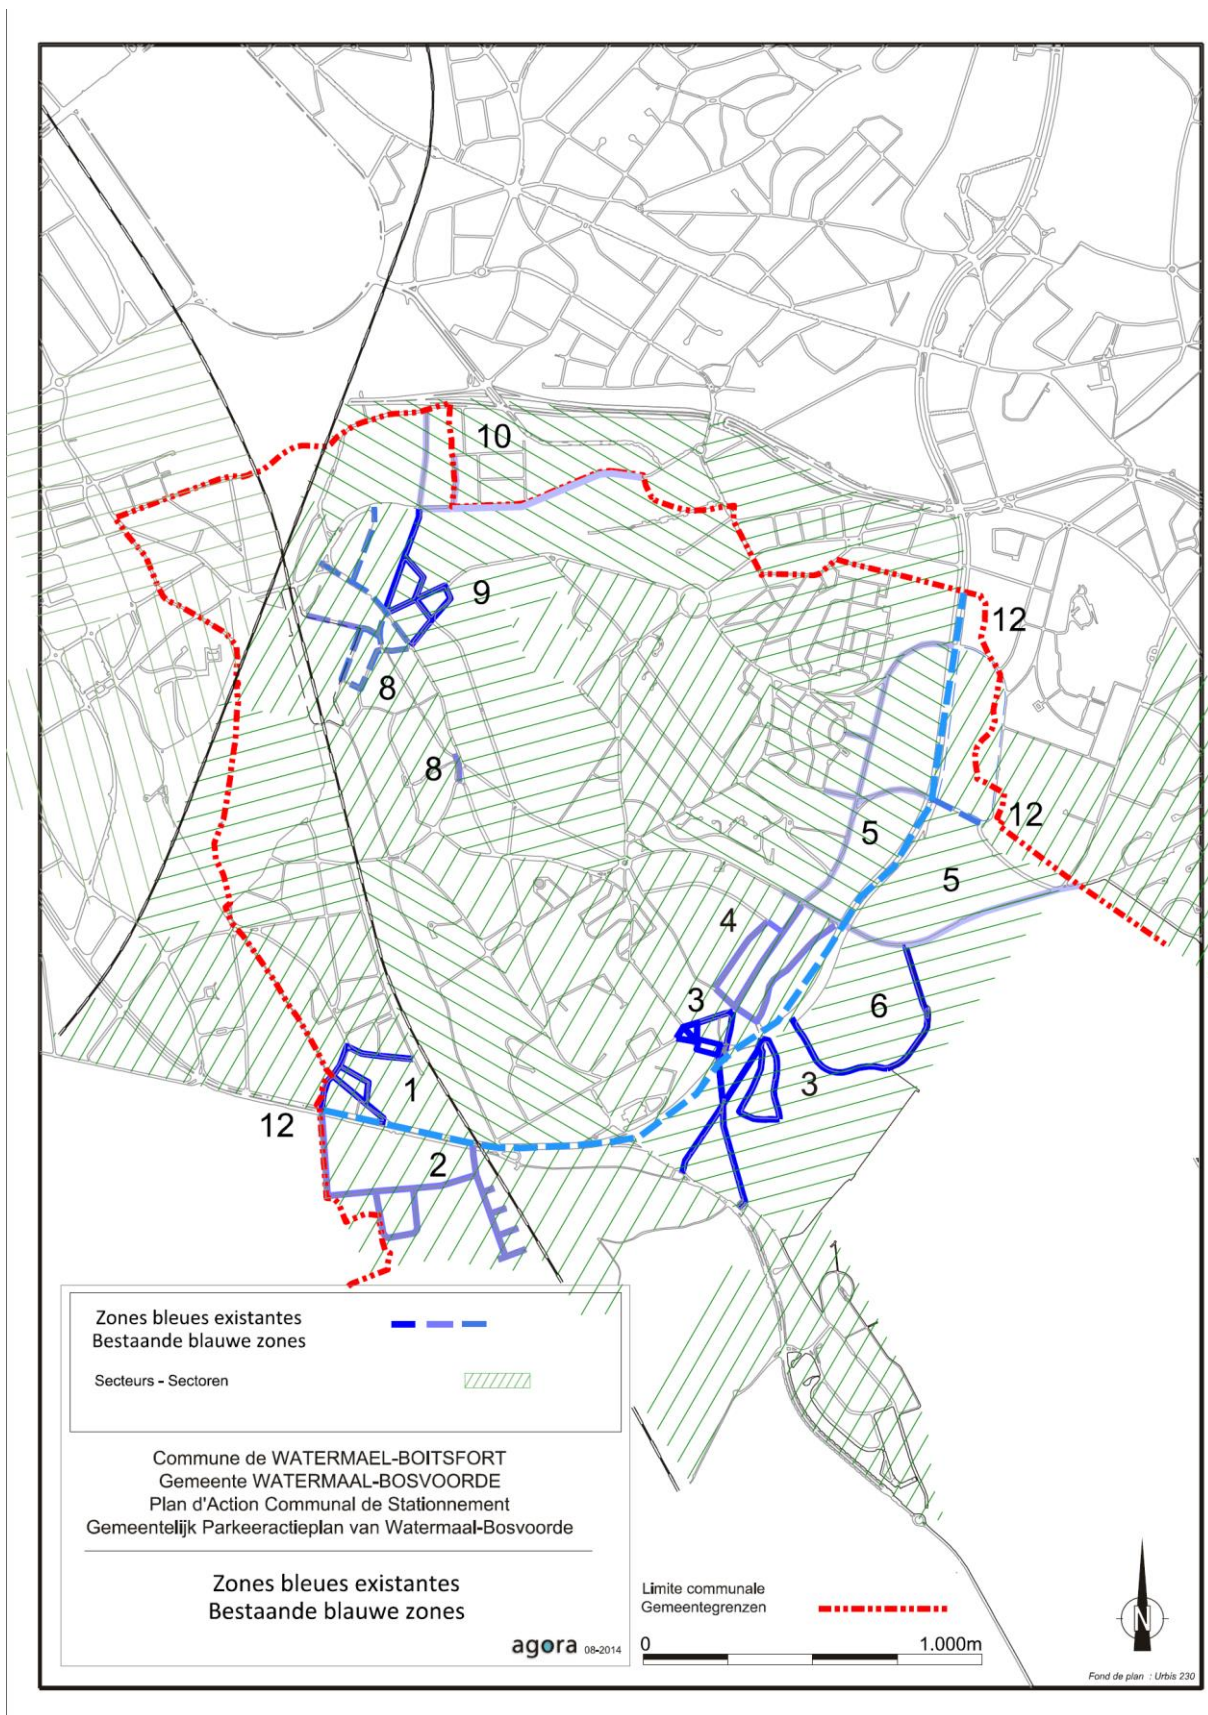 10
9
12
8
8
12
5
5
4
3
6
3
1
12
2
Zones bleues existantes
Bestaande blauwe zones
Secteurs - Sectoren
Commune de WATERMAEL-BOITSFORT
Gemeente WATERMAAL-BOSVOORDE
Plan d'Action Communal de Stationnement
Gemeentelijk Parkeeractieplan van Watermaal-Bosvoorde
Zones bleues existantes
Bestaande blauwe zones
agora 08-2014
Limite communale
Gemeentegrenzen
0 1.000m
N
Fond de plan : Urbis 230